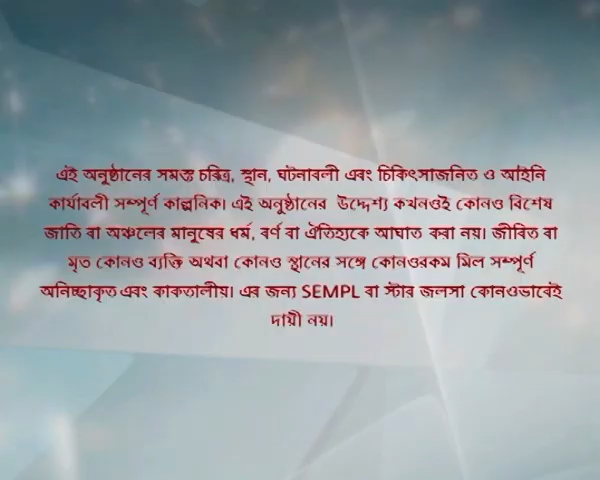 এই অনুষ্ঠানের সমস্ত চরিত্র, স্থান, ঘটনাবলী এবং চিকিৎসাজনিত ও আইনি
কার্যাবলী সম্পূর্ণ কাল্পনিক। এই অনুষ্ঠানের উদ্দেশ্য কখনওই কোনও বিশেষ
জাতি বা অঞ্চলের মানুষের ধর্ম, বর্ণ বা ঐতিহ্যকে আঘাত করা নয়। জীবিত বা
মৃত কোনও ব্যক্তি অথবা কোনও স্থানের সঙ্গে কোনওরকম মিল সম্পূর্ণ
অনিচ্ছাকৃত এবং কাকতালীয়। এর জন্য SEMPL বা স্টার জলসা কোনওভাবেই
দায়ী নয়।